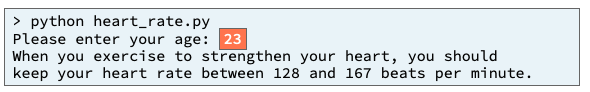 > python heart_rate.py
Please enter your age: 23
When you exercise to strengthen your heart, you should
keep your heart rate between 128 and 167 beats per minute.